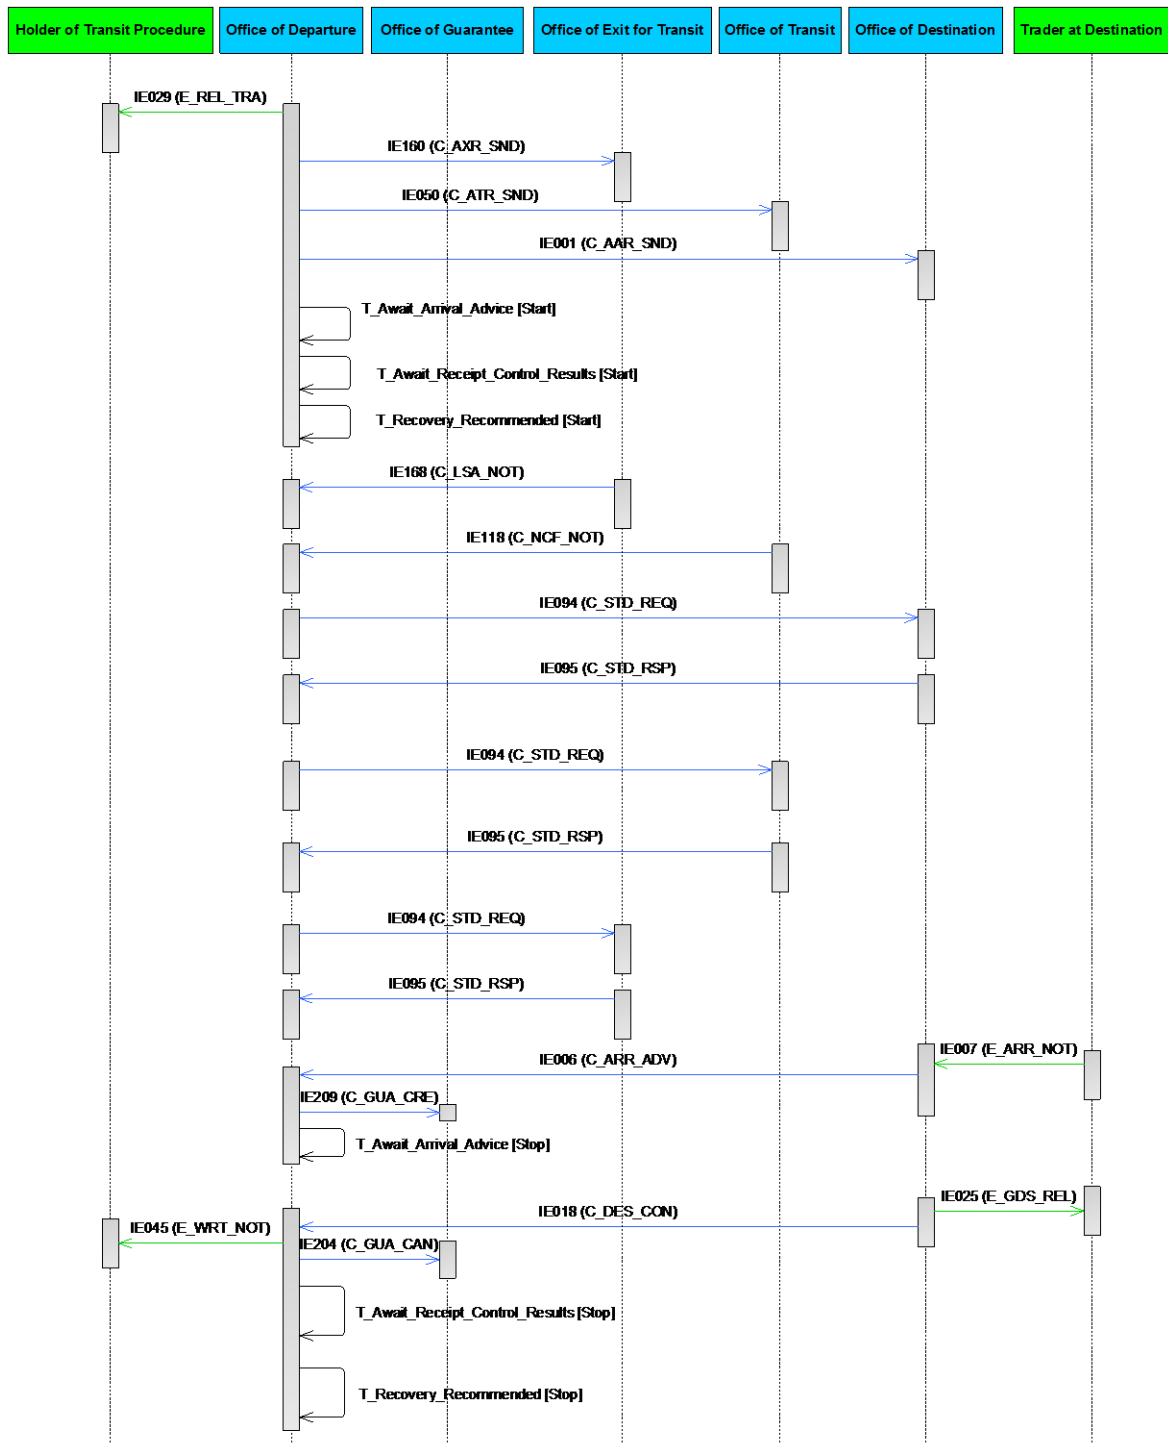 Holder of Transit Procedure
Office of Departure
Office of Guarantee
Office of Exit for Transit
Office of Transit
Office of Destination
Trader at Destination
IE029 (E_REL_TRA)
IE160 (C_AXR_SND)
IE050 (C_ATR_SND)
IE001 (C_AAR_SND)
T_Await_Arrival_Advice [Start]
T_Await_Receipt_Control_Results [Start]
T_Recovery_Recommended [Start]
IE168 (C_LSA_NOT)
IE118 (C_NCF_NOT)
IE094 (C_STD_REQ)
IE095 (C_STD_RSP)
IE094 (C_STD_REQ)
IE095 (C_STD_RSP)
IE094 (C_STD_REQ)
IE095 (C_STD_RSP)
IE007 (E_ARR_NOT)
IE006 (C_ARR_ADV)
IE209 (C_GUA_CRE)
T_Await_Arrival_Advice [Stop]
IE025 (E_GDS_REL)
IE018 (C_DES_CON)
IE045 (E_WRT_NOT)
IE204 (C_GUA_CAN)
T_Await_Receipt_Control_Results [Stop]
T_Recovery_Recommended [Stop]